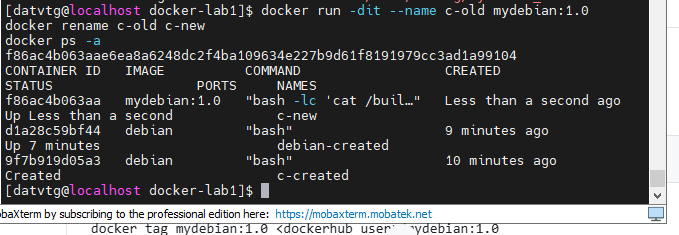 [datvtg@localhost docker-lab1]$ docker run -dit --name c-old mydebian:1.0
docker rename c-old c-new
docker ps -a
f86ac4b063aae6ea8a6248dc2f4ba109634e227b9d61f8191979cc3ad1a99104
CONTAINER ID   IMAGE          COMMAND                  CREATED
STATUS                  PORTS     NAMES
f86ac4b063aa   mydebian:1.0   "bash -lc 'cat /buil…"   Less than a second ago
Up Less than a second             c-new
d1a28c59bf44   debian         "bash"                   9 minutes ago
Up 7 minutes                      debian-created
9f7b919d05a3   debian         "bash"                   10 minutes ago
Created                           c-created
[datvtg@localhost docker-lab1]$
obaXterm by subscribing to the professional edition here: https://mobaxterm.mobatek.net
docker tag mydebian:1.0 <dockerhub_user>/mydebian:1.0